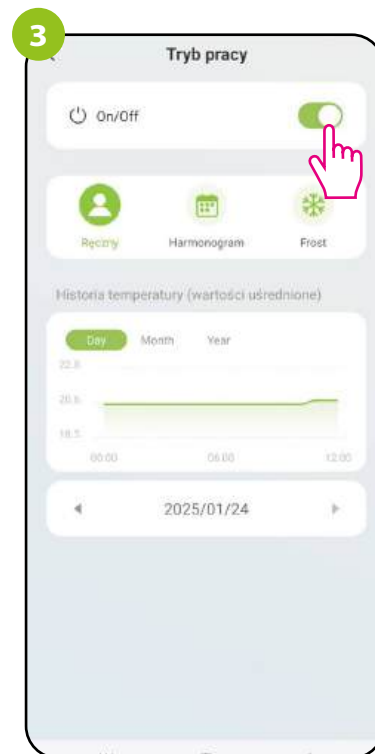 3
Tryb pracy
On/Off
Ręczny Harmonogram Frost
Historia temperatury (wartości uśrednione)
Day Month Year
22.8
20.6
18.5
00:00 06:00 12:00
2025/01/24